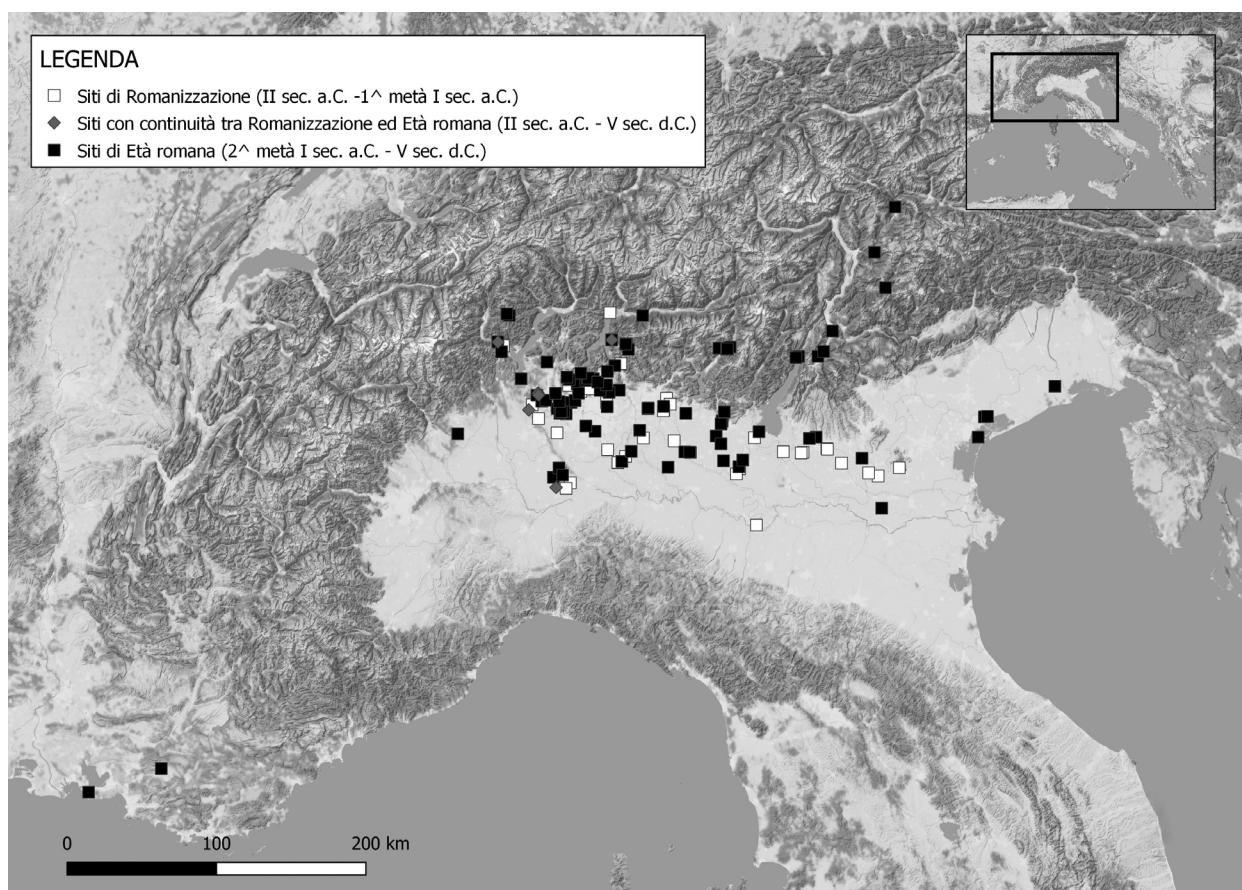 LEGENDA
Siti di Romanizzazione (II sec. a.C. -1^ metà I sec. a.C.)
Siti con continuità tra Romanizzazione ed Età romana (II sec. a.C. - V sec. d.C.)
Siti di Età romana (2^ metà I sec. a.C. - V sec. d.C.)
0 100 200 km